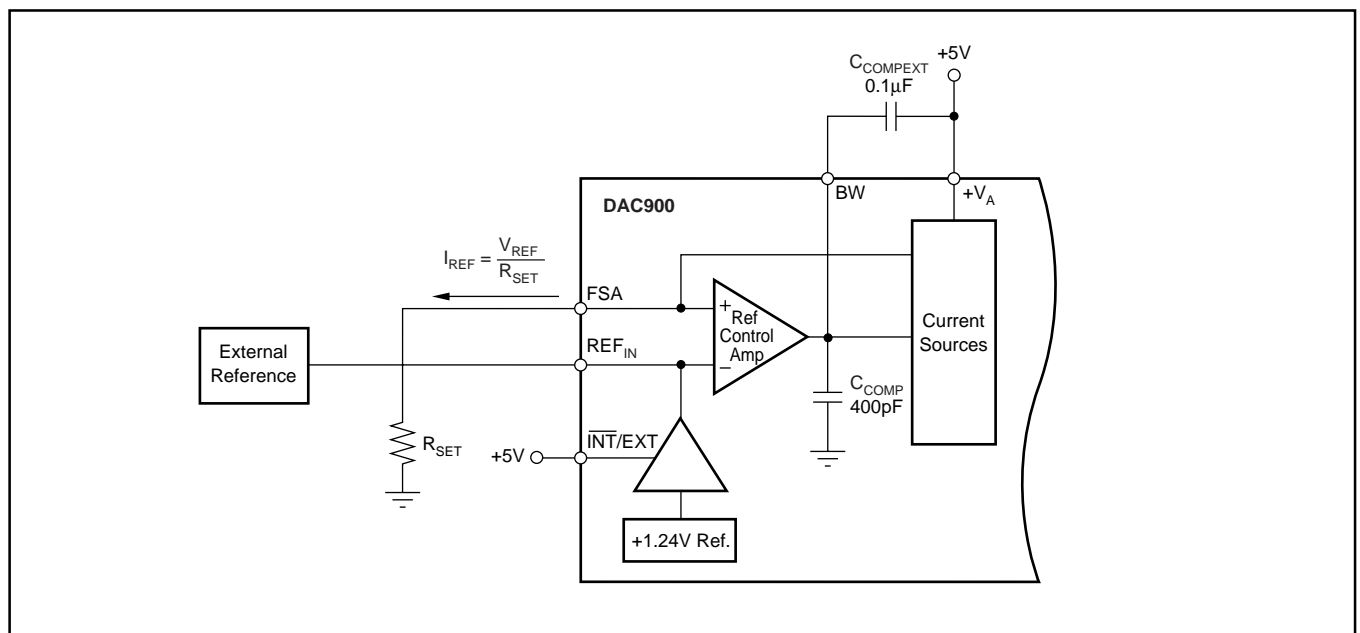 +5V
C_COMPEXT
0.1µF
BW
+V_A
DAC900
I_REF = V_REF / R_SET
FSA
+
Ref
Control
Amp
−
Current
Sources
External
Reference
REF_IN
C_COMP
400pF
R_SET
+5V
I̅N̅T̅/EXT
+1.24V Ref.